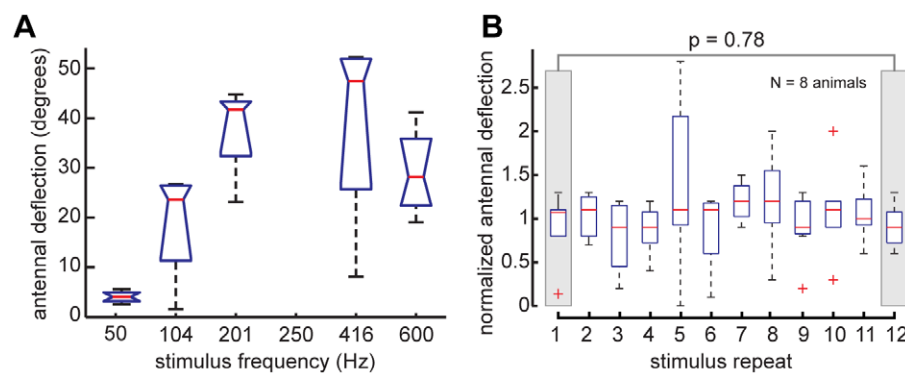 A
antennal deflection (degrees)
50
40
30
20
10
0
50 104 201 250 416 600
stimulus frequency (Hz)
B
p = 0.78
N = 8 animals
normalized antennal deflection
2.5
2
1.5
1
0.5
0
1 2 3 4 5 6 7 8 9 10 11 12
stimulus repeat